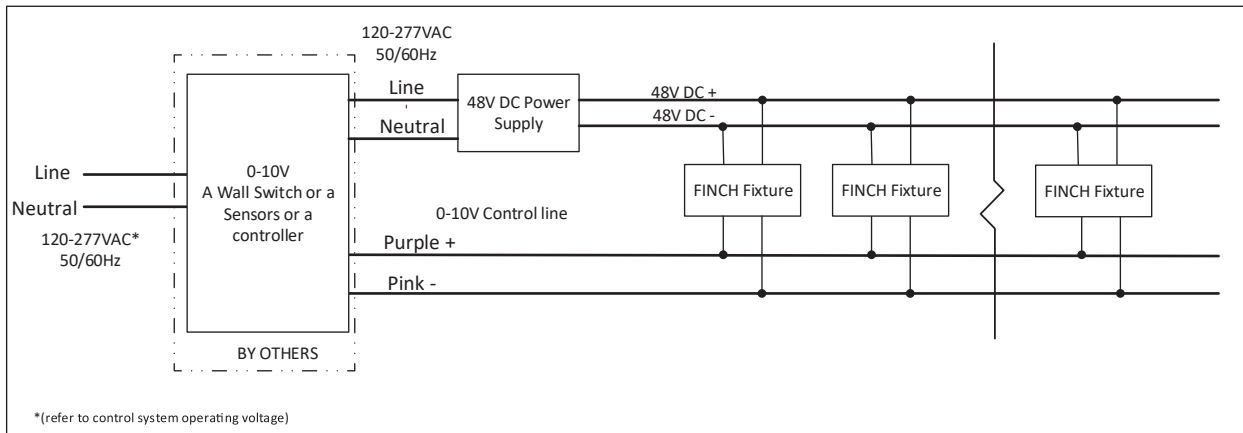 120-277VAC
50/60Hz
Line
Neutral
48V DC Power
Supply
48V DC +
48V DC -
0-10V
A Wall Switch or a
Sensors or a
controller
Line
Neutral
120-277VAC*
50/60Hz
FINCH Fixture
FINCH Fixture
FINCH Fixture
0-10V Control line
Purple +
Pink -
BY OTHERS
*(refer to control system operating voltage)